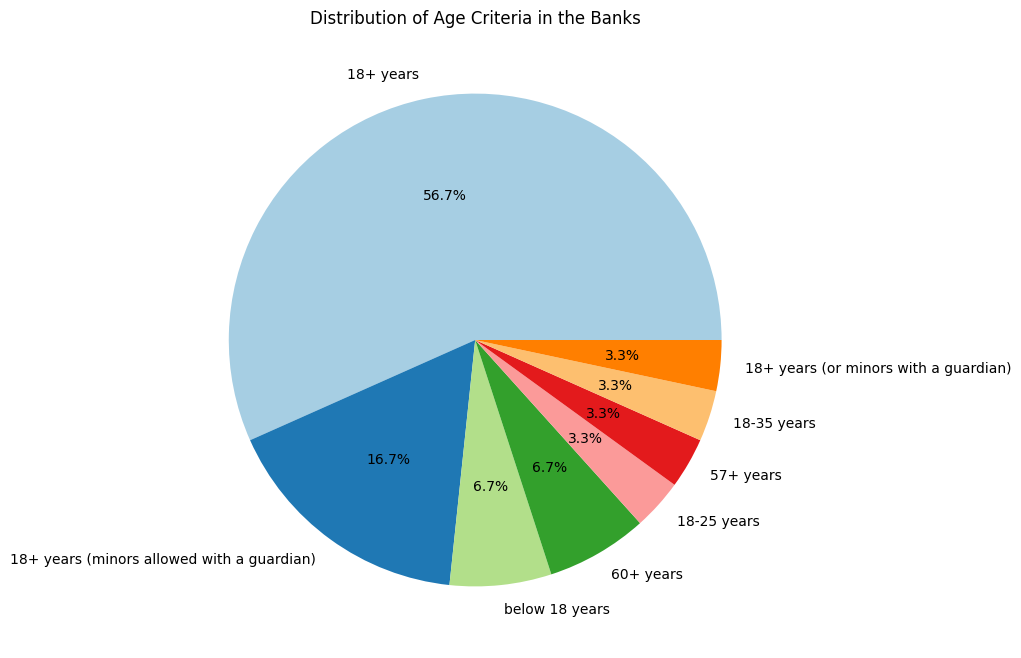 Distribution of Age Criteria in the Banks
18+ years
56.7%
3.3%
18+ years (or minors with a guardian)
3.3%
18-35 years
3.3%
57+ years
3.3%
18-25 years
6.7%
60+ years
6.7%
below 18 years
16.7%
18+ years (minors allowed with a guardian)